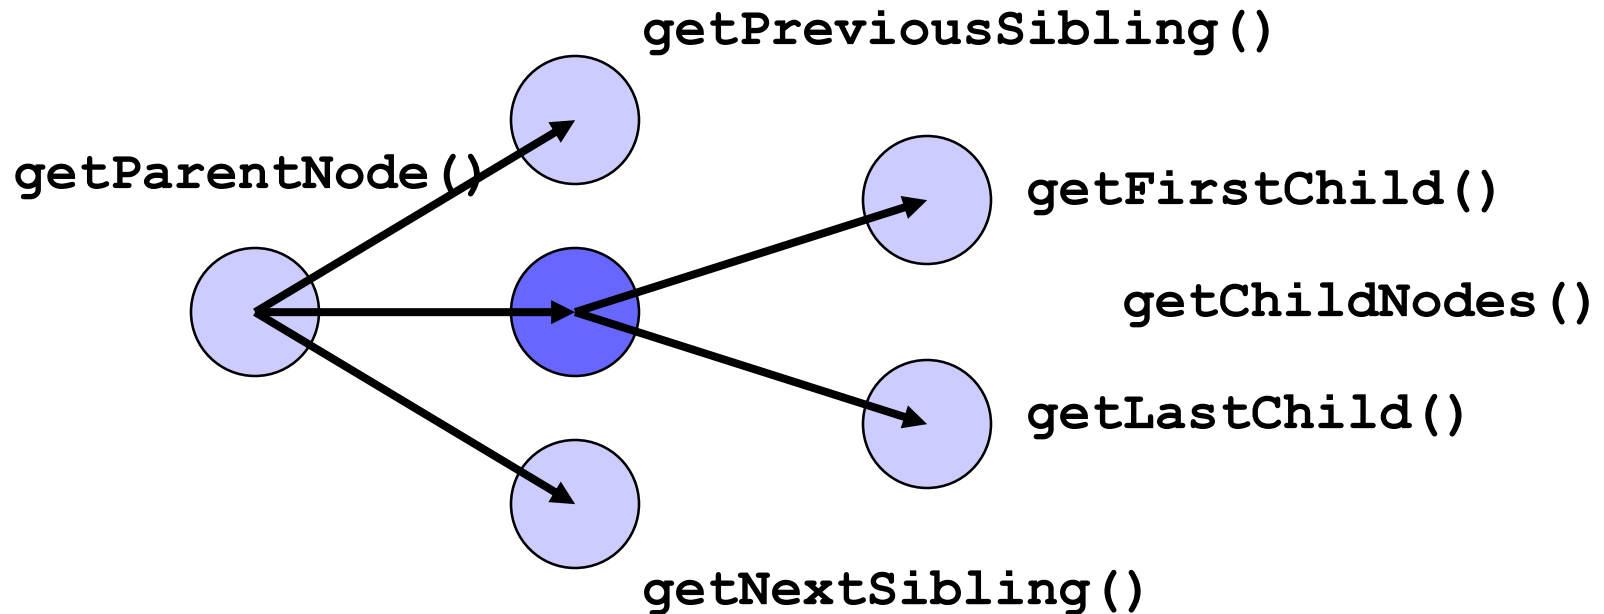 getPreviousSibling()
getParentNode()
getFirstChild()
getChildNodes()
getLastChild()
getNextSibling()